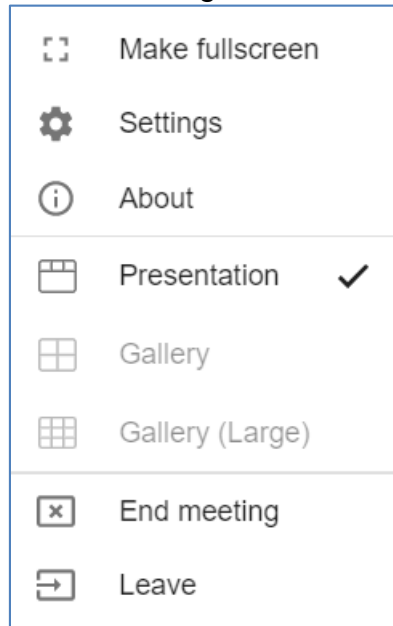 Make fullscreen
Settings
About
Presentation
Gallery
Gallery (Large)
End meeting
Leave